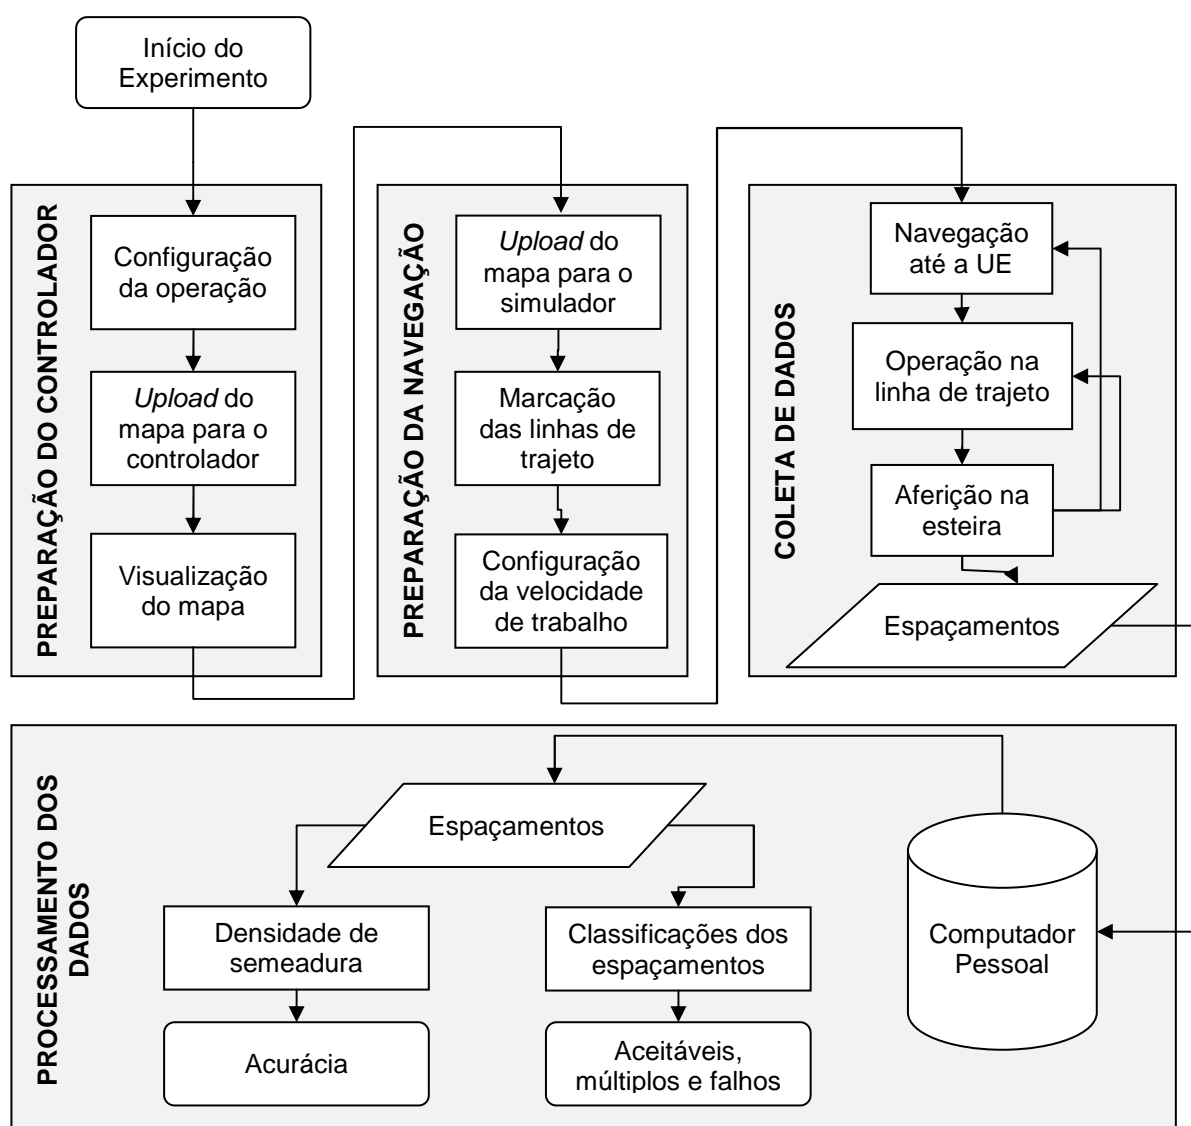 Início do
Experimento
PREPARAÇÃO DO CONTROLADOR
Configuração
da operação
Upload do
mapa para o
controlador
Visualização
do mapa
PREPARAÇÃO DA NAVEGAÇÃO
Upload do
mapa para o
simulador
Marcação
das linhas de
trajeto
Configuração
da velocidade
de trabalho
COLETA DE DADOS
Navegação
até a UE
Operação na
linha de trajeto
Aferição na
esteira
Espaçamentos
PROCESSAMENTO DOS
DADOS
Espaçamentos
Densidade de
semeadura
Acurácia
Classificações dos
espaçamentos
Aceitáveis,
múltiplos e falhos
Computador
Pessoal